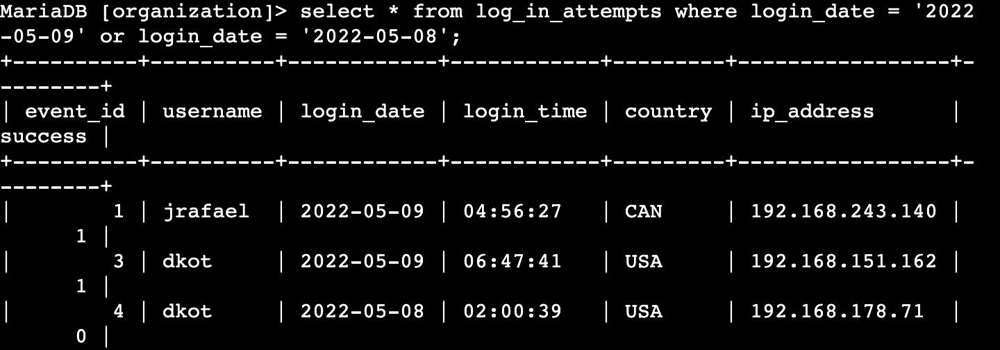 MariaDB [organization]> select * from log_in_attempts where login_date = '2022
-05-09' or login_date = '2022-05-08';
+----------+----------+------------+------------+---------+-----------------+-
--------+
| event_id | username | login_date | login_time | country | ip_address      |
success |
+----------+----------+------------+------------+---------+-----------------+-
--------+
|        1 | jrafael  | 2022-05-09 | 04:56:27   | CAN     | 192.168.243.140 |
      1 |
|        3 | dkot     | 2022-05-09 | 06:47:41   | USA     | 192.168.151.162 |
      1 |
|        4 | dkot     | 2022-05-08 | 02:00:39   | USA     | 192.168.178.71  |
      0 |